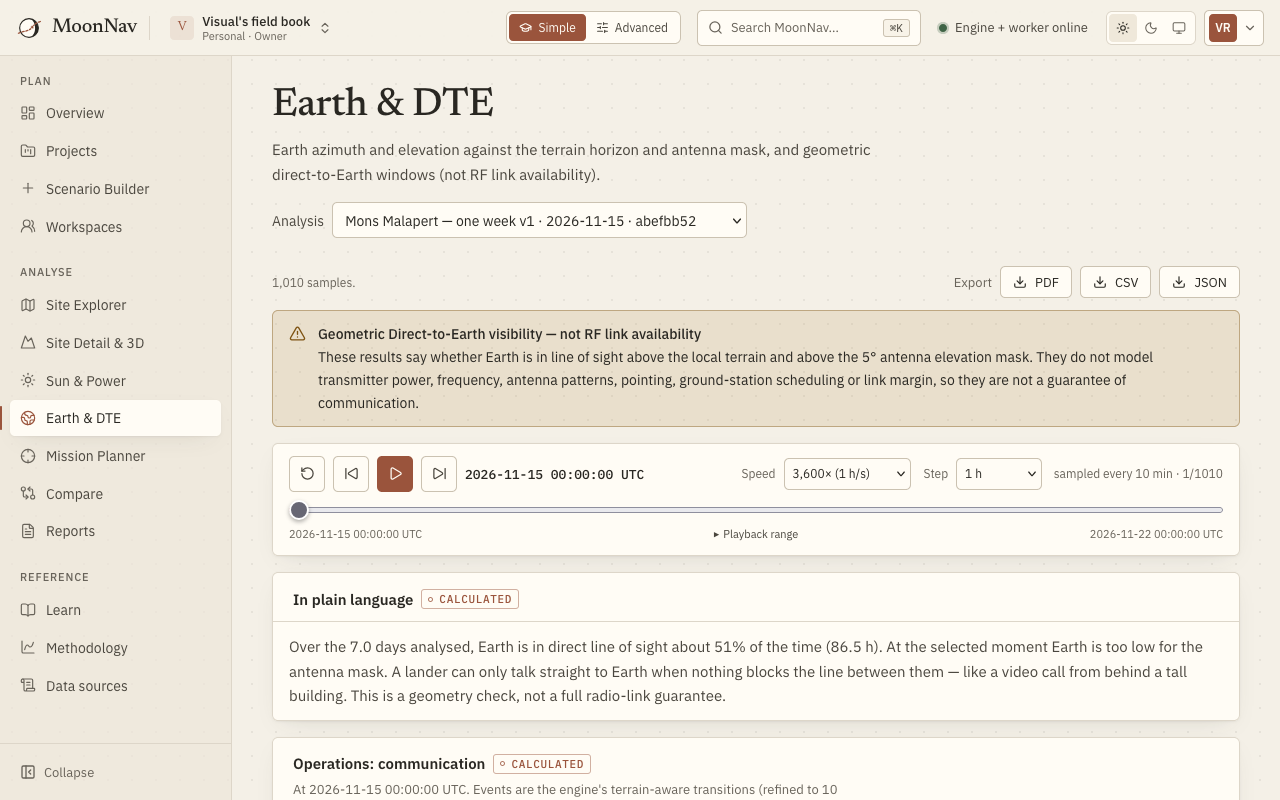 MoonNav
V
Visual's field book
Personal · Owner
Simple
Advanced
Search MoonNav...
⌘K
Engine + worker online
VR
PLAN
Overview
Projects
Scenario Builder
Workspaces
ANALYSE
Site Explorer
Site Detail & 3D
Sun & Power
Earth & DTE
Mission Planner
Compare
Reports
REFERENCE
Learn
Methodology
Data sources
Collapse
Earth & DTE
Earth azimuth and elevation against the terrain horizon and antenna mask, and geometric
direct-to-Earth windows (not RF link availability).
Analysis
Mons Malapert — one week v1 · 2026-11-15 · abefbb52
1,010 samples.
Export
PDF
CSV
JSON
Geometric Direct-to-Earth visibility — not RF link availability
These results say whether Earth is in line of sight above the local terrain and above the 5° antenna elevation mask. They do not model
transmitter power, frequency, antenna patterns, pointing, ground-station scheduling or link margin, so they are not a guarantee of
communication.
2026-11-15 00:00:00 UTC
Speed
3,600× (1 h/s)
Step
1 h
sampled every 10 min · 1/1010
2026-11-15 00:00:00 UTC
Playback range
2026-11-22 00:00:00 UTC
In plain language
CALCULATED
Over the 7.0 days analysed, Earth is in direct line of sight about 51% of the time (86.5 h). At the selected moment Earth is too low for the
antenna mask. A lander can only talk straight to Earth when nothing blocks the line between them — like a video call from behind a tall
building. This is a geometry check, not a full radio-link guarantee.
Operations: communication
CALCULATED
At 2026-11-15 00:00:00 UTC. Events are the engine's terrain-aware transitions (refined to 10